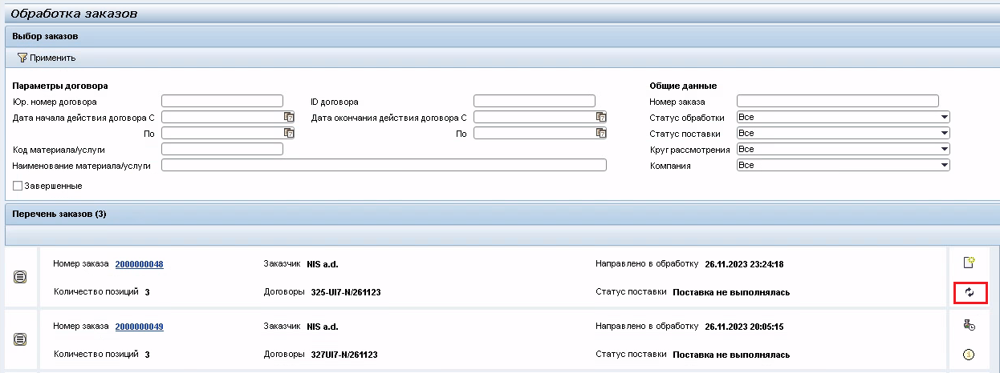 Обработка заказов
Выбор заказов
Применить
Параметры договора
Общие данные
Юр. номер договора
ID договора
Номер заказа
Дата начала действия договора С
Дата окончания действия договора С
Статус обработки Все
По
По
Статус поставки Все
Код материала/услуги
Круг рассмотрения Все
Наименование материала/услуги
Компания Все
Завершенные
Перечень заказов (3)
Номер заказа 2000000048
Заказчик NIS a.d.
Направлено в обработку 26.11.2023 23:24:18
Количество позиций 3
Договоры 325-UI7-N/261123
Статус поставки Поставка не выполнялась
Номер заказа 2000000049
Заказчик NIS a.d.
Направлено в обработку 26.11.2023 20:05:15
Количество позиций 3
Договоры 327UI7-N/261123
Статус поставки Поставка не выполнялась
1